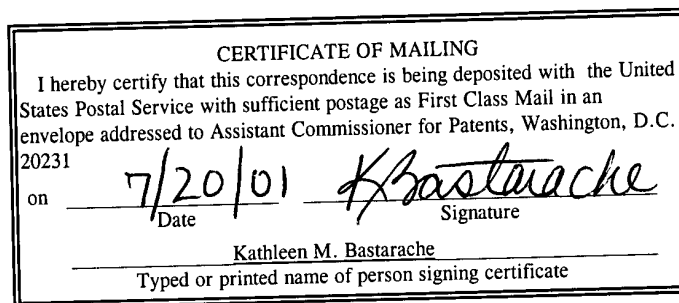 CERTIFICATE OF MAILING
I hereby certify that this correspondence is being deposited with the United
States Postal Service with sufficient postage as First Class Mail in an
envelope addressed to Assistant Commissioner for Patents, Washington, D.C.
20231
on 7/20/01 KBastarache
Date Signature
Kathleen M. Bastarache
Typed or printed name of person signing certificate